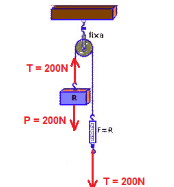 fixa
T = 200N
R
P = 200N
F=R
T = 200N